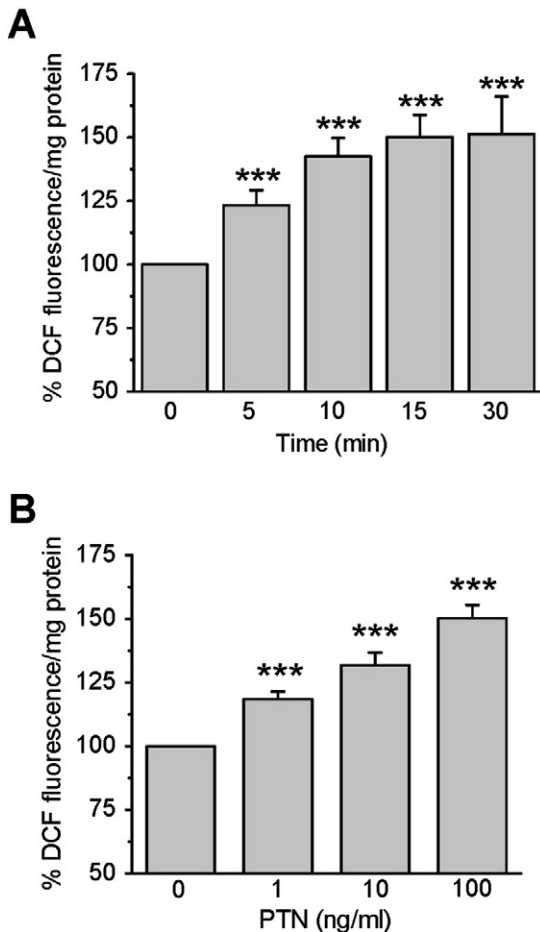 A
% DCF fluorescence/mg protein
175
150
125
100
75
50
***
***
***
***
0 5 10 15 30
Time (min)
B
% DCF fluorescence/mg protein
175
150
125
100
75
50
***
***
***
0 1 10 100
PTN (ng/ml)